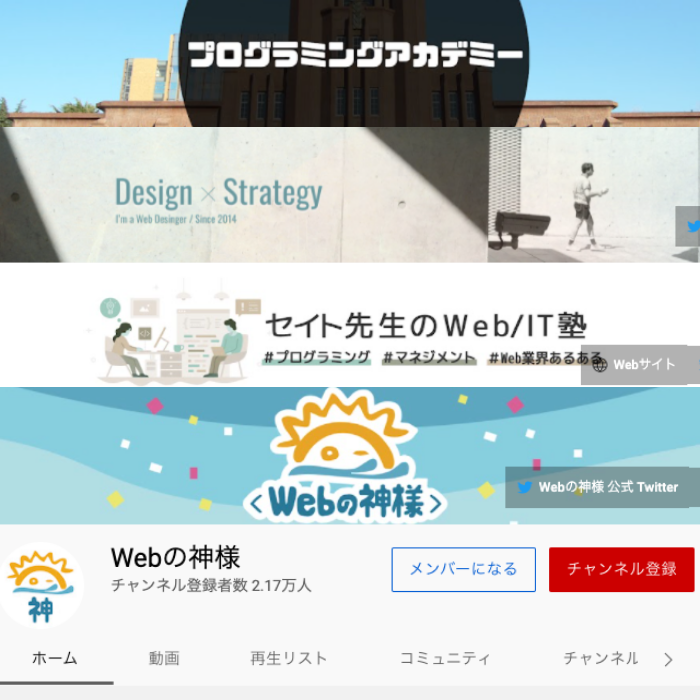 プログラミングアカデミー
Design × Strategy
I'm a Web Desinger / Since 2014
セイト先生のWeb/IT塾
#プログラミング #マネジメント #Web業界あるある
Webサイト
<Webの神様>
Webの神様 公式 Twitter
神
Webの神様
チャンネル登録者数 2.17万人
メンバーになる
チャンネル登録
ホーム 動画 再生リスト コミュニティ チャンネル